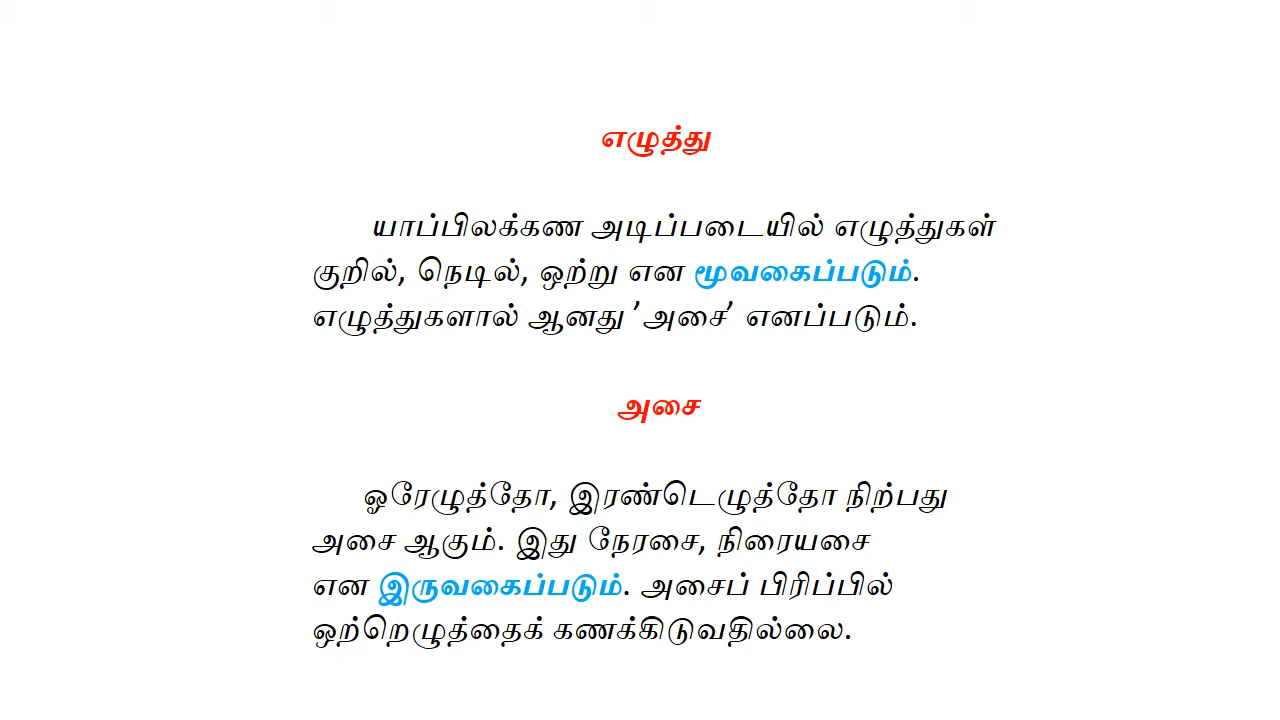 எழுத்து
யாப்பிலக்கண அடிப்படையில் எழுத்துகள்
குறில், நெடில், ஒற்று என மூவகைப்படும்.
எழுத்துகளால் ஆனது ’அசை’ எனப்படும்.
அசை
ஓரேழுத்தோ, இரண்டெழுத்தோ நிற்பது
அசை ஆகும். இது நேரசை, நிரையசை
என இருவகைப்படும். அசைப் பிரிப்பில்
ஒற்றெழுத்தைக் கணக்கிடுவதில்லை.